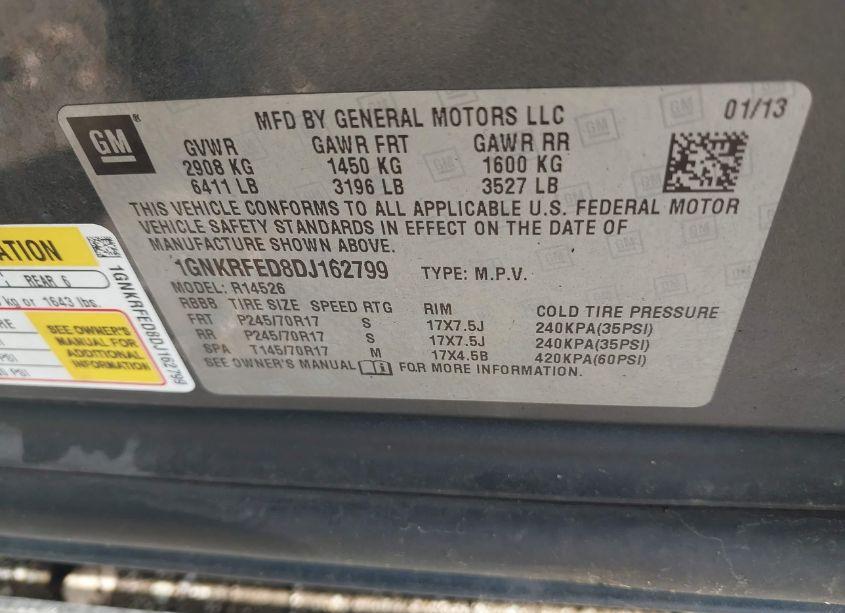 GM
MFD BY GENERAL MOTORS LLC
01/13
GVWR GAWR FRT GAWR RR
2908 KG 1450 KG 1600 KG
6411 LB 3196 LB 3527 LB
THIS VEHICLE CONFORMS TO ALL APPLICABLE U.S. FEDERAL MOTOR
VEHICLE SAFETY STANDARDS IN EFFECT ON THE DATE OF
MANUFACTURE SHOWN ABOVE.
1GNKRFED8DJ162799 TYPE: M.P.V.
MODEL: R14526
RBB8 TIRE SIZE SPEED RTG RIM COLD TIRE PRESSURE
FRT P245/70R17 S 17X7.5J 240KPA(35PSI)
RR P245/70R17 S 17X7.5J 240KPA(35PSI)
SPA T145/70R17 M 17X4.5B 420KPA(60PSI)
SEE OWNER'S MANUAL FOR MORE INFORMATION.
ATION
REAR 6
kg or 1643 lbs.
SEE OWNER'S
MANUAL FOR
ADDITIONAL
INFORMATION
1GNKRFED8DJ162799